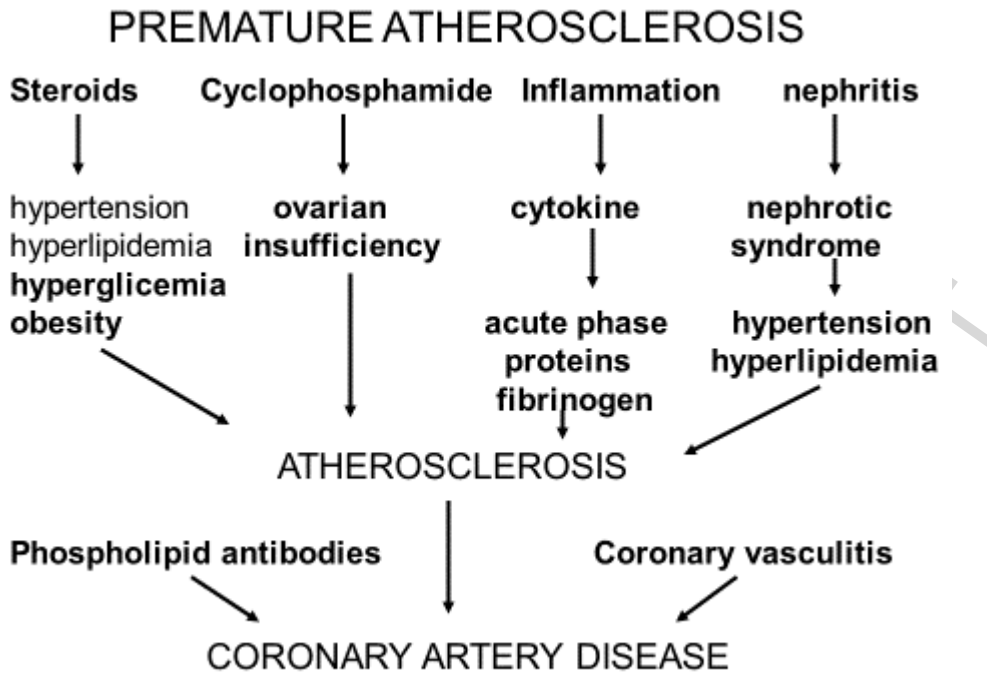 PREMATURE ATHEROSCLEROSIS
Steroids
Cyclophosphamide
Inflammation
nephritis
hypertension
hyperlipidemia
hyperglicemia
obesity
ovarian
insufficiency
cytokine
acute phase
proteins
fibrinogen
nephrotic
syndrome
hypertension
hyperlipidemia
ATHEROSCLEROSIS
Phospholipid antibodies
Coronary vasculitis
CORONARY ARTERY DISEASE